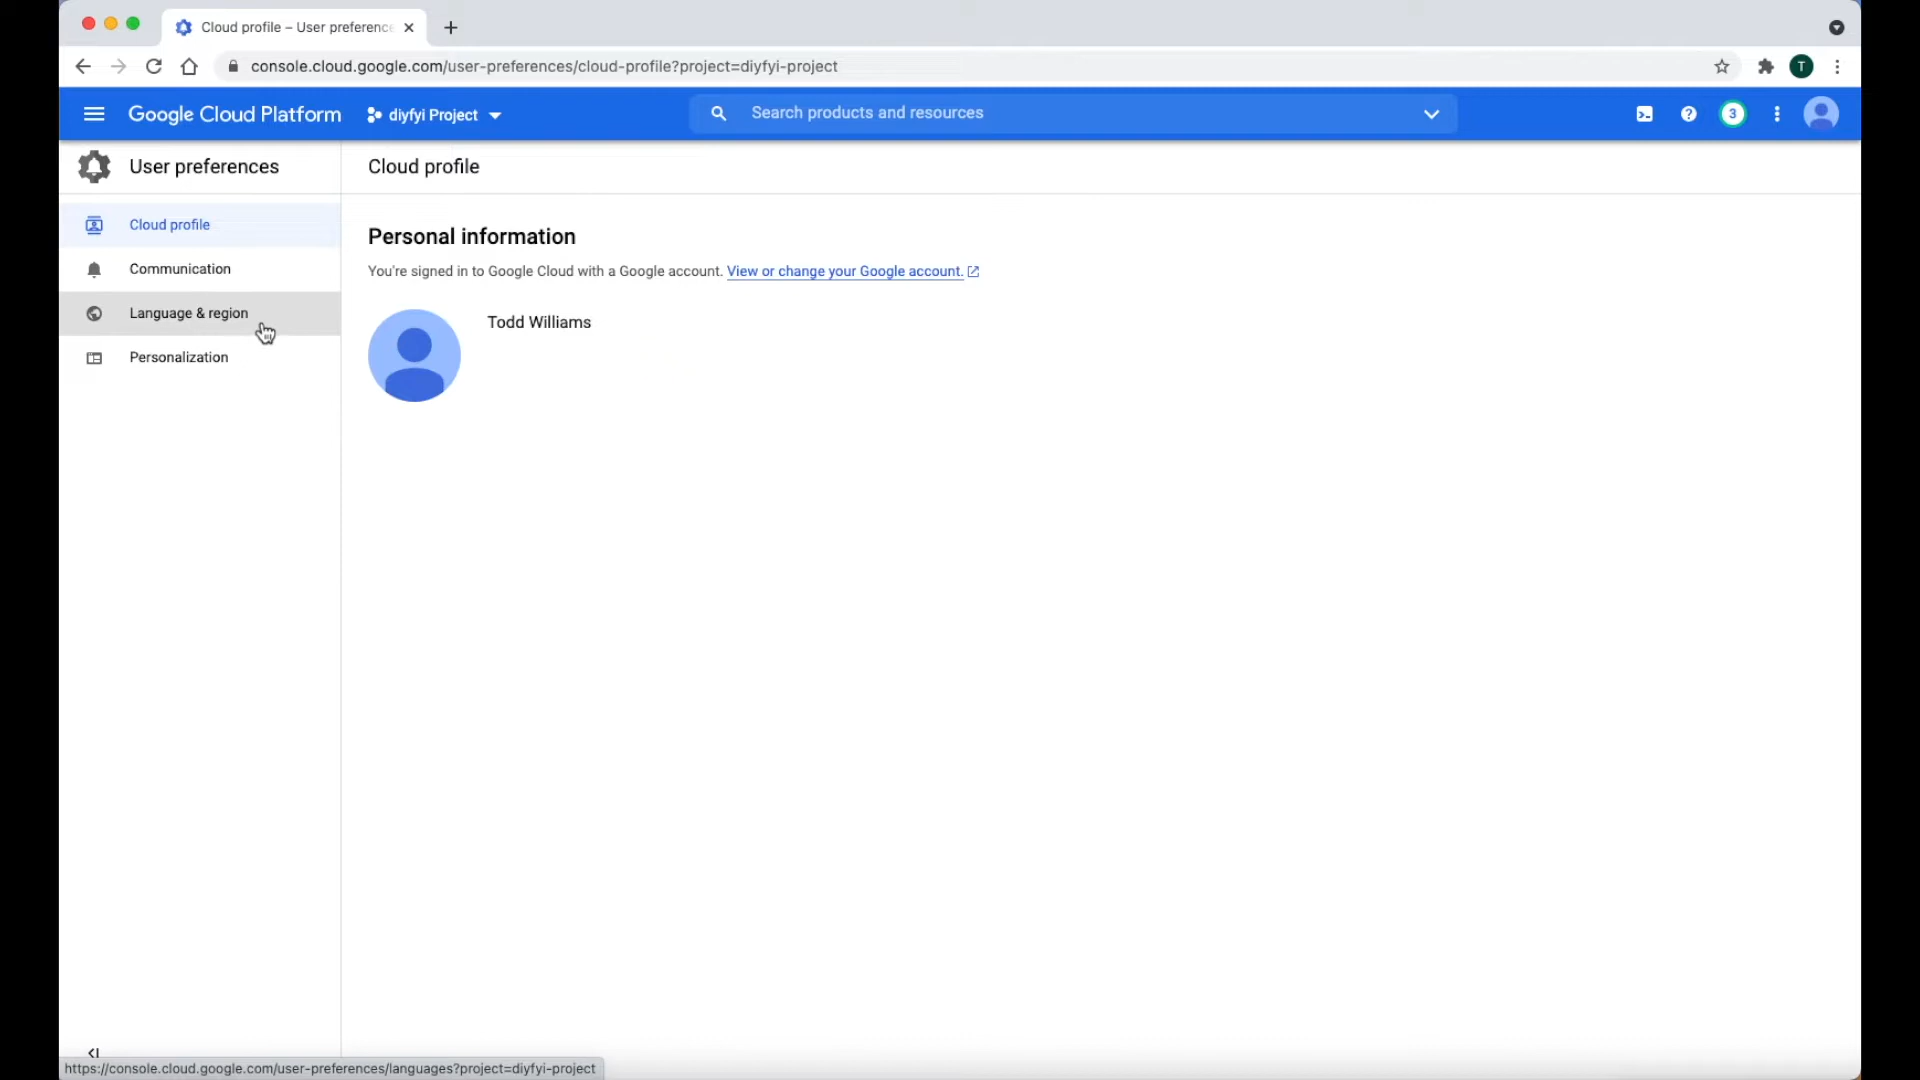 Cloud profile – User preference
console.cloud.google.com/user-preferences/cloud-profile?project=diyfyi-project
T
Google Cloud Platform
diyfyi Project
Search products and resources
3
User preferences
Cloud profile
Cloud profile
Communication
Language & region
Personalization
Personal information
You're signed in to Google Cloud with a Google account. View or change your Google account.
Todd Williams
https://console.cloud.google.com/user-preferences/languages?project=diyfyi-project